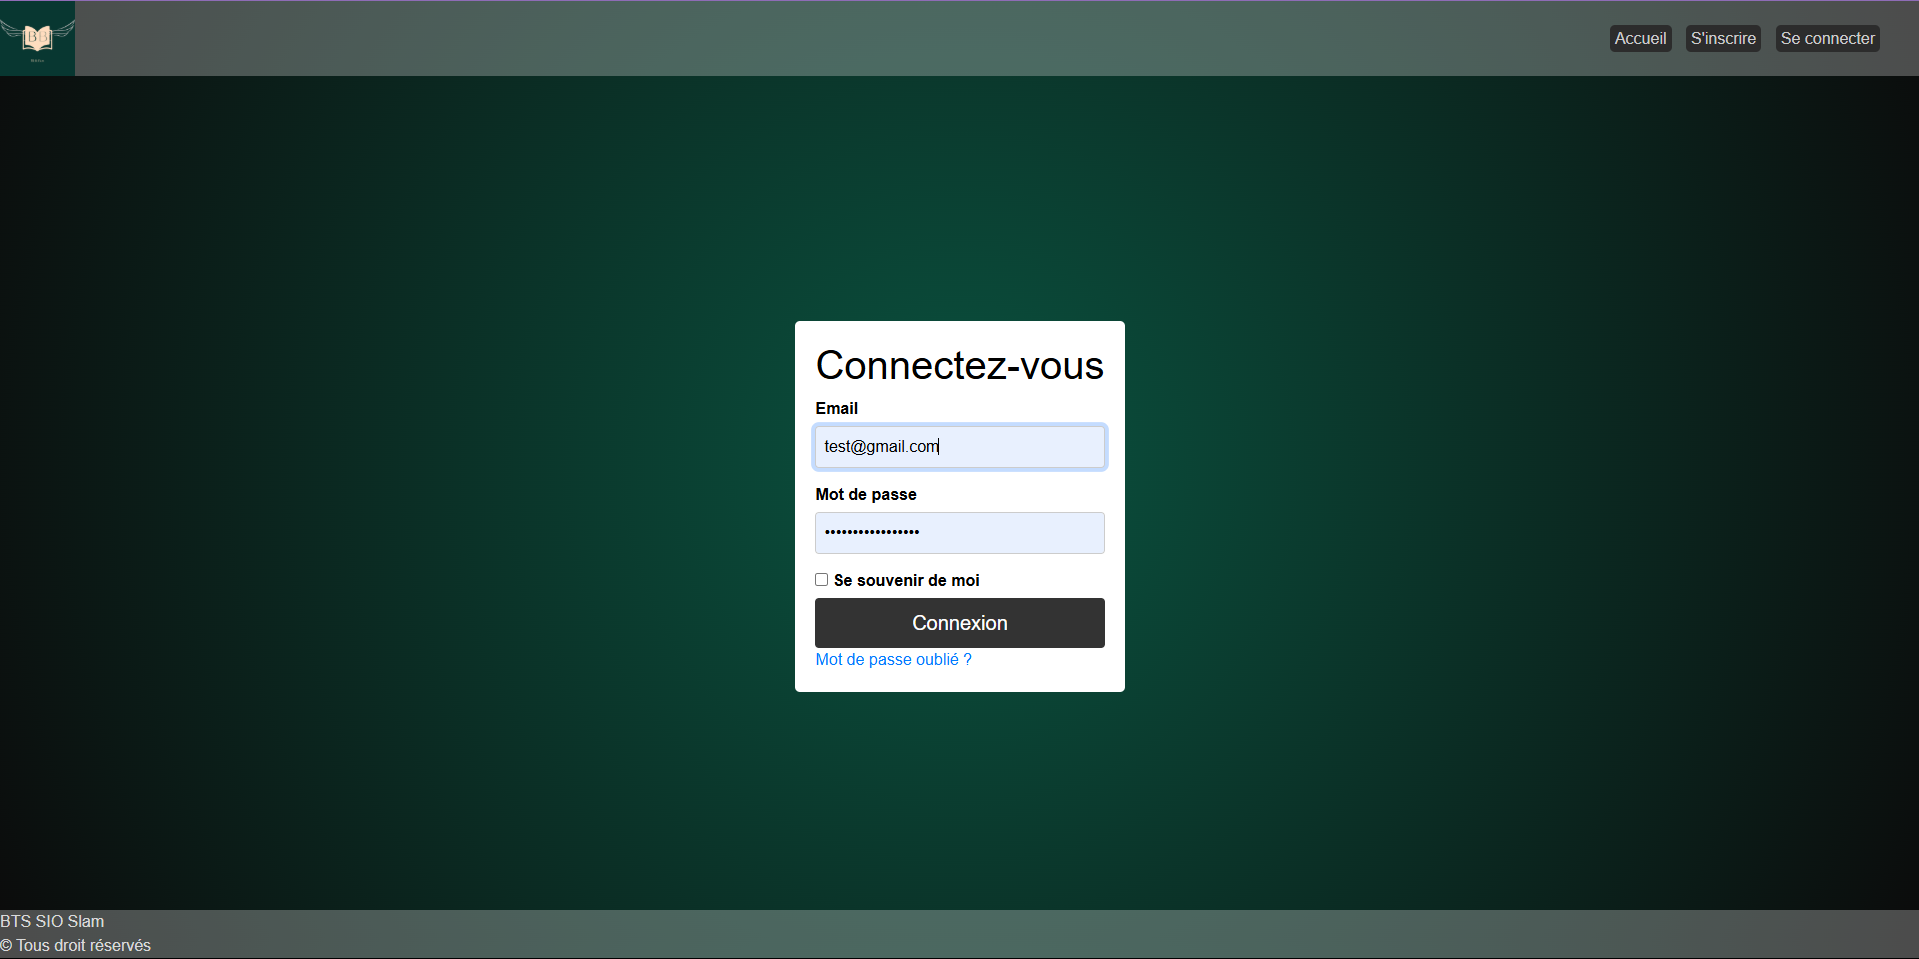 BB
Accueil
S'inscrire
Se connecter
Connectez-vous
Email
test@gmail.com
Mot de passe
•••••••••••••••••
Se souvenir de moi
Connexion
Mot de passe oublié ?
BTS SIO Slam
© Tous droit réservés